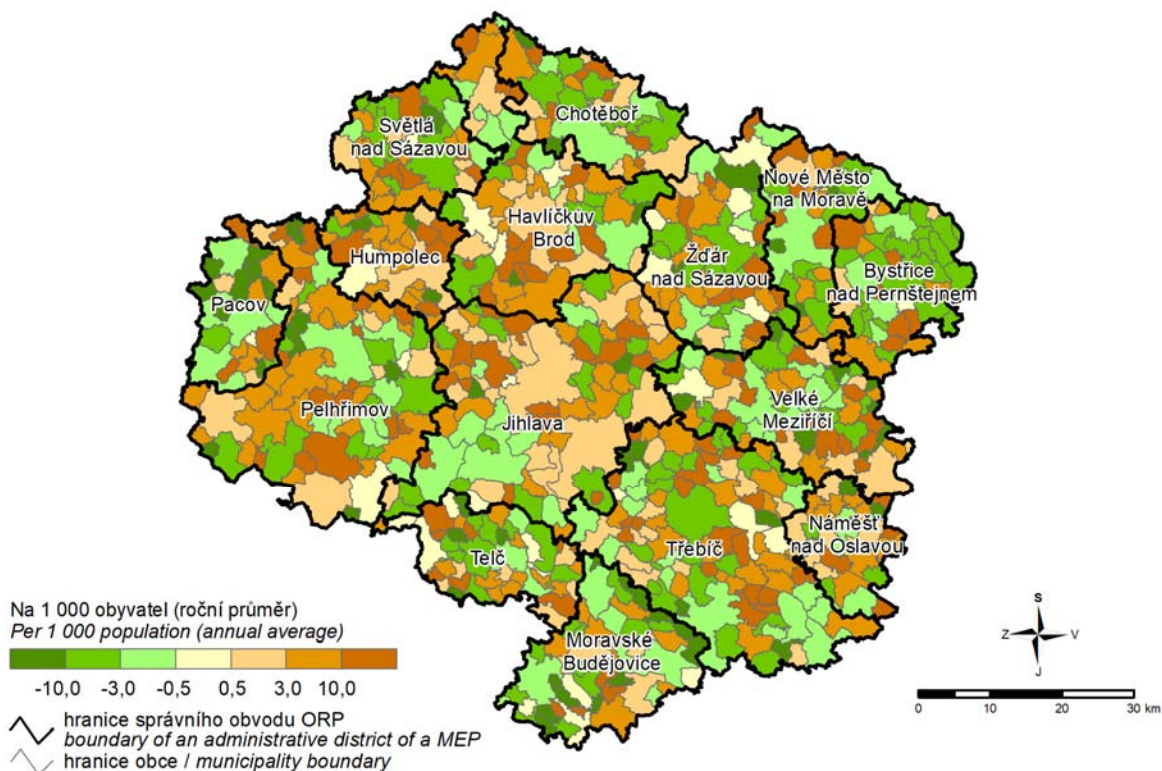 Chotěboř
Světlá
nad Sázavou
Nové Město
na Moravě
Havlíčkův
Brod
Humpolec
Žďár
nad Sázavou
Bystřice
nad Pernštejnem
Pacov
Pelhřimov
Jihlava
Velké
Meziříčí
Náměšť
nad Oslavou
Telč
Třebíč
Moravské
Budějovice
Na 1 000 obyvatel (roční průměr)
Per 1 000 population (annual average)
-10,0 -3,0 -0,5 0,5 3,0 10,0
hranice správního obvodu ORP
boundary of an administrative district of a MEP
hranice obce / municipality boundary
S
Z V
J
0 10 20 30 km